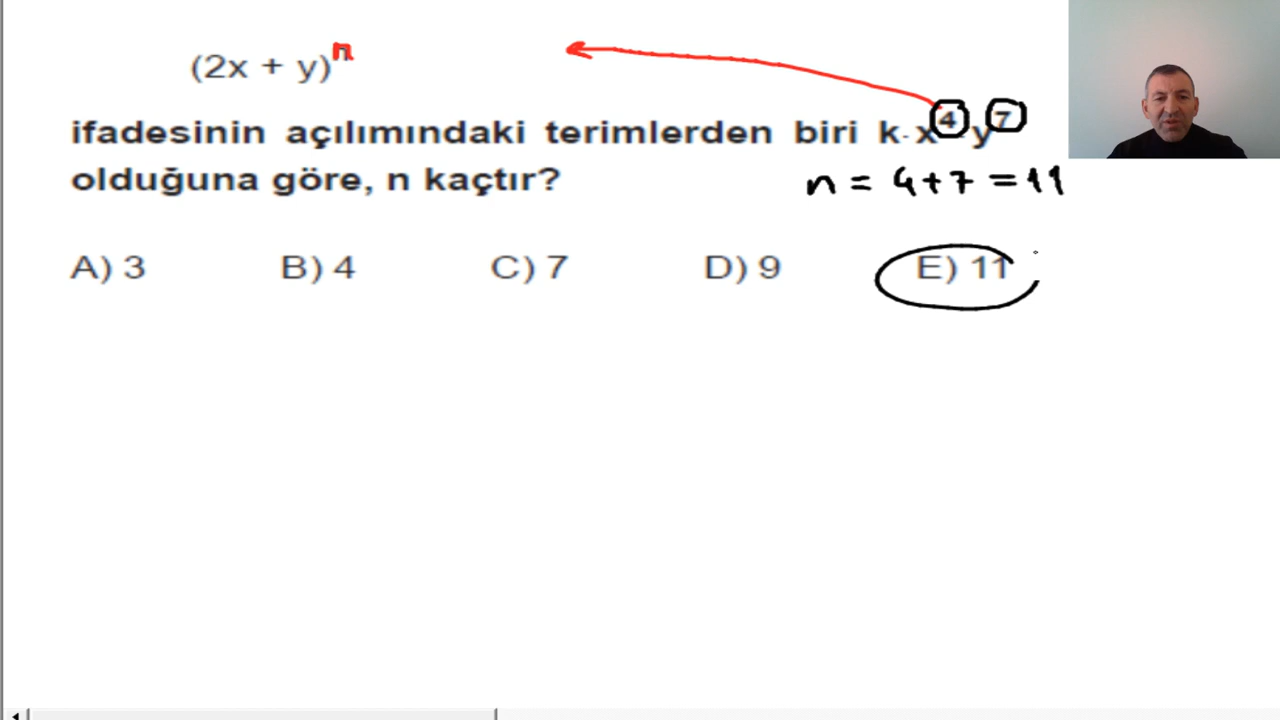 (2x + y)ⁿ
ifadesinin açılımındaki terimlerden biri k·x⁴y⁷
olduğuna göre, n kaçtır?
n = 4+7 = 11
A) 3 B) 4 C) 7 D) 9 E) 11